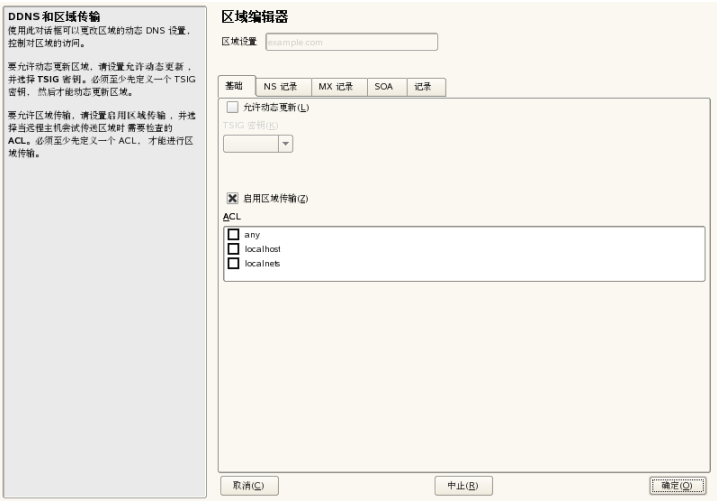 DDNS 和区域传输
使用此对话框可以更改区域的动态 DNS 设置，
控制对区域的访问。
要允许动态更新区域，请设置允许动态更新 ，
并选择 TSIG 密钥。必须至少先定义一个 TSIG
密钥， 然后才能动态更新区域。
要允许区域传输，请设置启用区域传输 ，并选
择当远程主机尝试传送区域时 需要检查的
ACL。必须至少先定义一个 ACL， 才能进行区
域传输。
区域编辑器
区域设置 example.com
基础 NS 记录 MX 记录 SOA 记录
允许动态更新(L)
TSIG 密钥(K)
启用区域传输(Z)
ACL
any
localhost
localnets
取消(C) 中止(R) 确定(O)